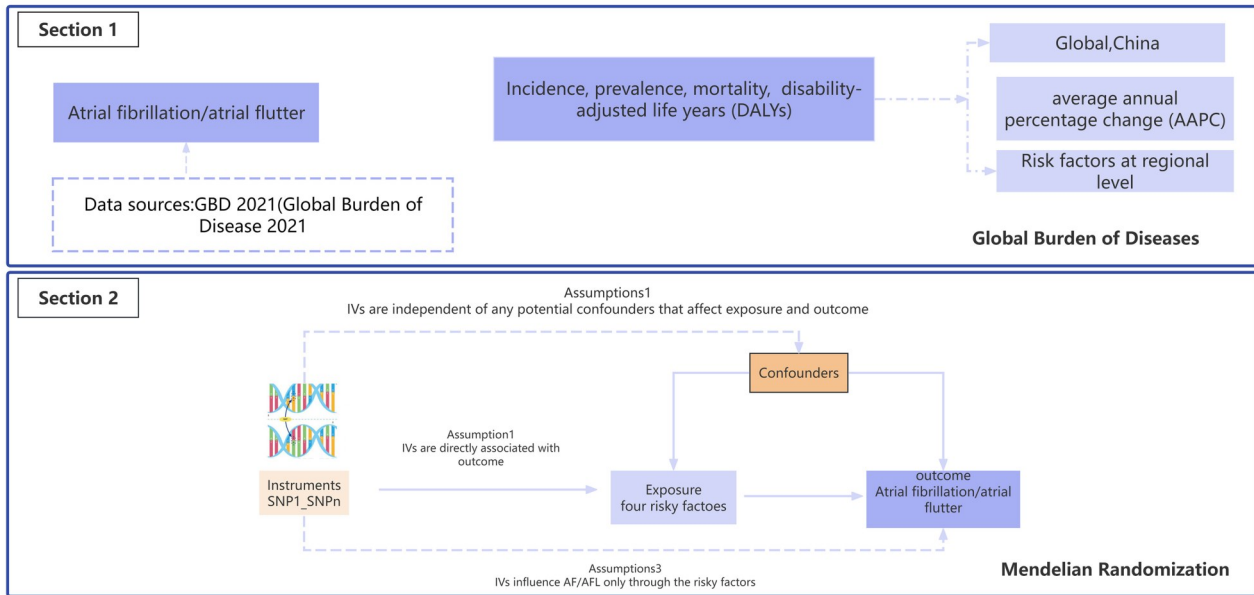 Section 1
Atrial fibrillation/atrial flutter
Data sources:GBD 2021(Global Burden of
Disease 2021
Incidence, prevalence, mortality, disability-
adjusted life years (DALYs)
Global,China
average annual
percentage change (AAPC)
Risk factors at regional
level
Global Burden of Diseases
Section 2
Assumptions1
IVs are independent of any potential confounders that affect exposure and outcome
Confounders
Assumption1
IVs are directly associated with
outcome
Instruments
SNP1_SNPn
Exposure
four risky factoes
outcome
Atrial fibrillation/atrial
flutter
Assumptions3
IVs influence AF/AFL only through the risky factors
Mendelian Randomization